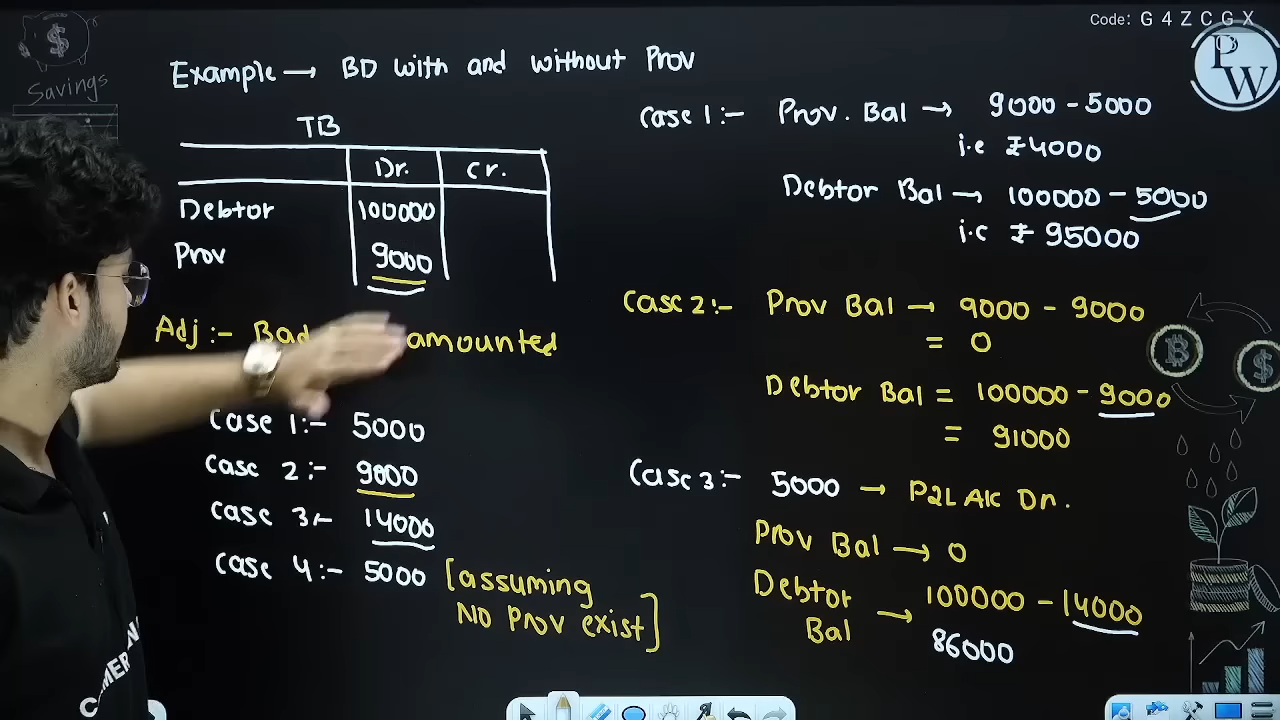 Code: G 4 Z C G X
PW
Savings
Example → BD with and without Prov
TB
Dr. Cr.
Debtor 100000
Prov 9000
Adj :- Bad amounted
Case 1:- 5000
Case 2:- 9000
Case 3:- 14000
Case 4:- 5000 [assuming
No Prov exist]
Case 1:- Prov. Bal → 9000 - 5000
i.e ₹4000
Debtor Bal → 100000 - 5000
i.e ₹ 95000
Case 2:- Prov Bal → 9000 - 9000
= 0
Debtor Bal = 100000 - 9000
= 91000
Case 3:- 5000 → P2L A/c Dr.
Prov Bal → 0
Debtor Bal → 100000 - 14000
86000